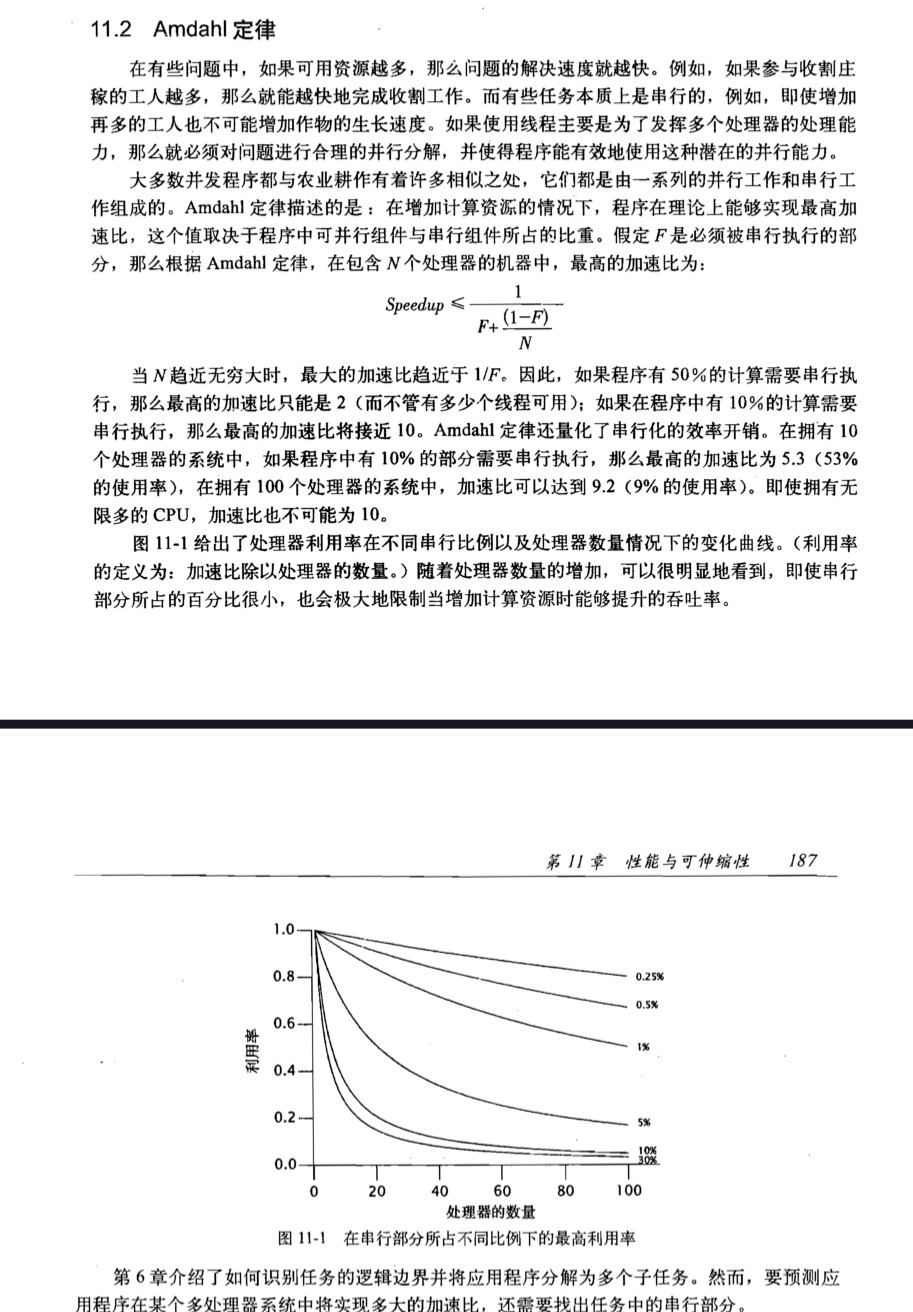 11.2 Amdahl 定律
在有些问题中，如果可用资源越多，那么问题的解决速度就越快。例如，如果参与收割庄
稼的工人越多，那么就能越快地完成收割工作。而有些任务本质上是串行的，例如，即使增加
再多的工人也不可能增加作物的生长速度。如果使用线程主要是为了发挥多个处理器的处理能
力，那么就必须对问题进行合理的并行分解，并使得程序能有效地使用这种潜在的并行能力。
大多数并发程序都与农业耕作有着许多相似之处，它们都是由一系列的并行工作和串行工
作组成的。Amdahl 定律描述的是：在增加计算资源的情况下，程序在理论上能够实现最高加
速比，这个值取决于程序中可并行组件与串行组件所占的比重。假定 F 是必须被串行执行的部
分，那么根据 Amdahl 定律，在包含 N 个处理器的机器中，最高的加速比为：
Speedup ≤ 1
F+ (1−F)
N
当 N 趋近无穷大时，最大的加速比趋近于 1/F。因此，如果程序有 50%的计算需要串行执
行，那么最高的加速比只能是 2（而不管有多少个线程可用）；如果在程序中有 10%的计算需要
串行执行，那么最高的加速比将接近 10。Amdahl 定律还量化了串行化的效率开销。在拥有 10
个处理器的系统中，如果程序中有 10% 的部分需要串行执行，那么最高的加速比为 5.3（53%
的使用率），在拥有 100 个处理器的系统中，加速比可以达到 9.2（9% 的使用率）。即使拥有无
限多的 CPU，加速比也不可能为 10。
图 11-1 给出了处理器利用率在不同串行比例以及处理器数量情况下的变化曲线。（利用率
的定义为：加速比除以处理器的数量。）随着处理器数量的增加，可以很明显地看到，即使串行
部分所占的百分比很小，也会极大地限制当增加计算资源时能够提升的吞吐率。
第 11 章 性能与可伸缩性 187
1.0
0.8
0.6
0.4
0.2
0.0
利用率
0.25%
0.5%
1%
5%
10%
30%
0 20 40 60 80 100
处理器的数量
图 11-1 在串行部分所占不同比例下的最高利用率
第 6 章介绍了如何识别任务的逻辑边界并将应用程序分解为多个子任务。然而，要预测应
用程序在某个多处理器系统中将实现多大的加速比，还需要找出任务中的串行部分。